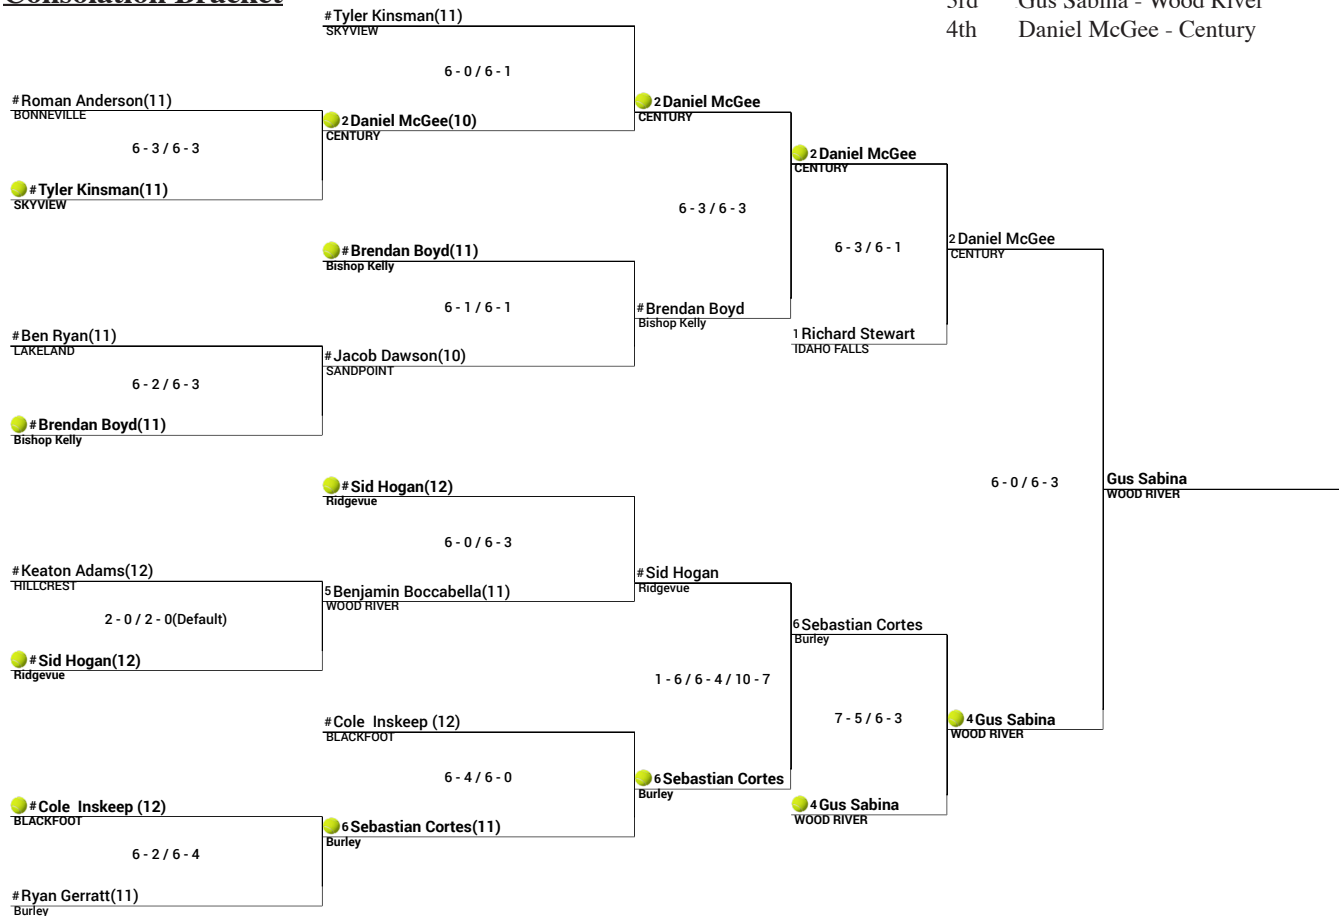 Consolation Bracket
3rd Gus Sabina - Wood River
4th Daniel McGee - Century
#Tyler Kinsman(11)
SKYVIEW
6 - 0 / 6 - 1
2 Daniel McGee(10)
CENTURY
#Roman Anderson(11)
BONNEVILLE
6 - 3 / 6 - 3
#Tyler Kinsman(11)
SKYVIEW
#Brendan Boyd(11)
Bishop Kelly
6 - 1 / 6 - 1
#Jacob Dawson(10)
SANDPOINT
#Ben Ryan(11)
LAKELAND
6 - 2 / 6 - 3
#Brendan Boyd(11)
Bishop Kelly
#Sid Hogan(12)
Ridgevue
6 - 0 / 6 - 3
5 Benjamin Boccabella(11)
WOOD RIVER
#Keaton Adams(12)
HILLCREST
2 - 0 / 2 - 0(Default)
#Sid Hogan(12)
Ridgevue
#Cole Inskeep (12)
BLACKFOOT
6 - 4 / 6 - 0
6 Sebastian Cortes(11)
Burley
#Cole Inskeep (12)
BLACKFOOT
6 - 2 / 6 - 4
#Ryan Gerratt(11)
Burley
2 Daniel McGee
CENTURY
6 - 3 / 6 - 3
#Brendan Boyd
Bishop Kelly
#Sid Hogan
Ridgevue
1 - 6 / 6 - 4 / 10 - 7
6 Sebastian Cortes
Burley
2 Daniel McGee
CENTURY
6 - 3 / 6 - 1
1 Richard Stewart
IDAHO FALLS
6 Sebastian Cortes
Burley
7 - 5 / 6 - 3
4 Gus Sabina
WOOD RIVER
2 Daniel McGee
CENTURY
6 - 0 / 6 - 3
4 Gus Sabina
WOOD RIVER
Gus Sabina
WOOD RIVER